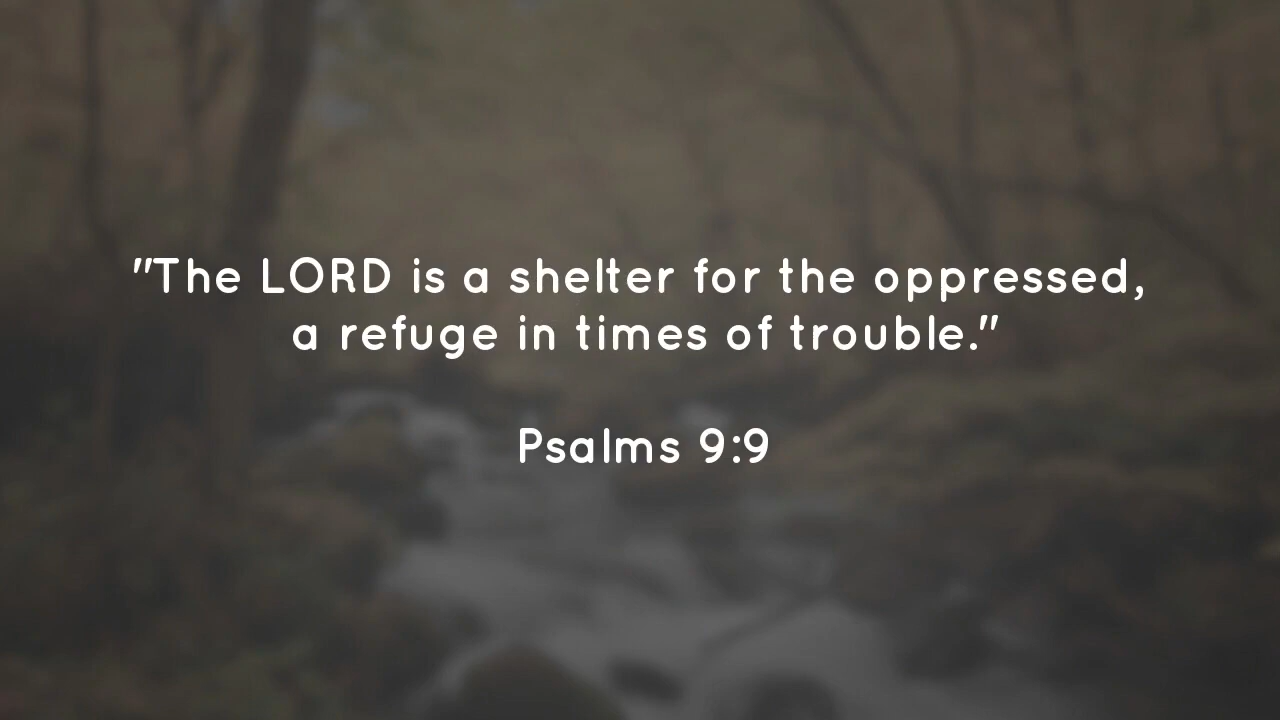 "The LORD is a shelter for the oppressed,
a refuge in times of trouble."
Psalms 9:9